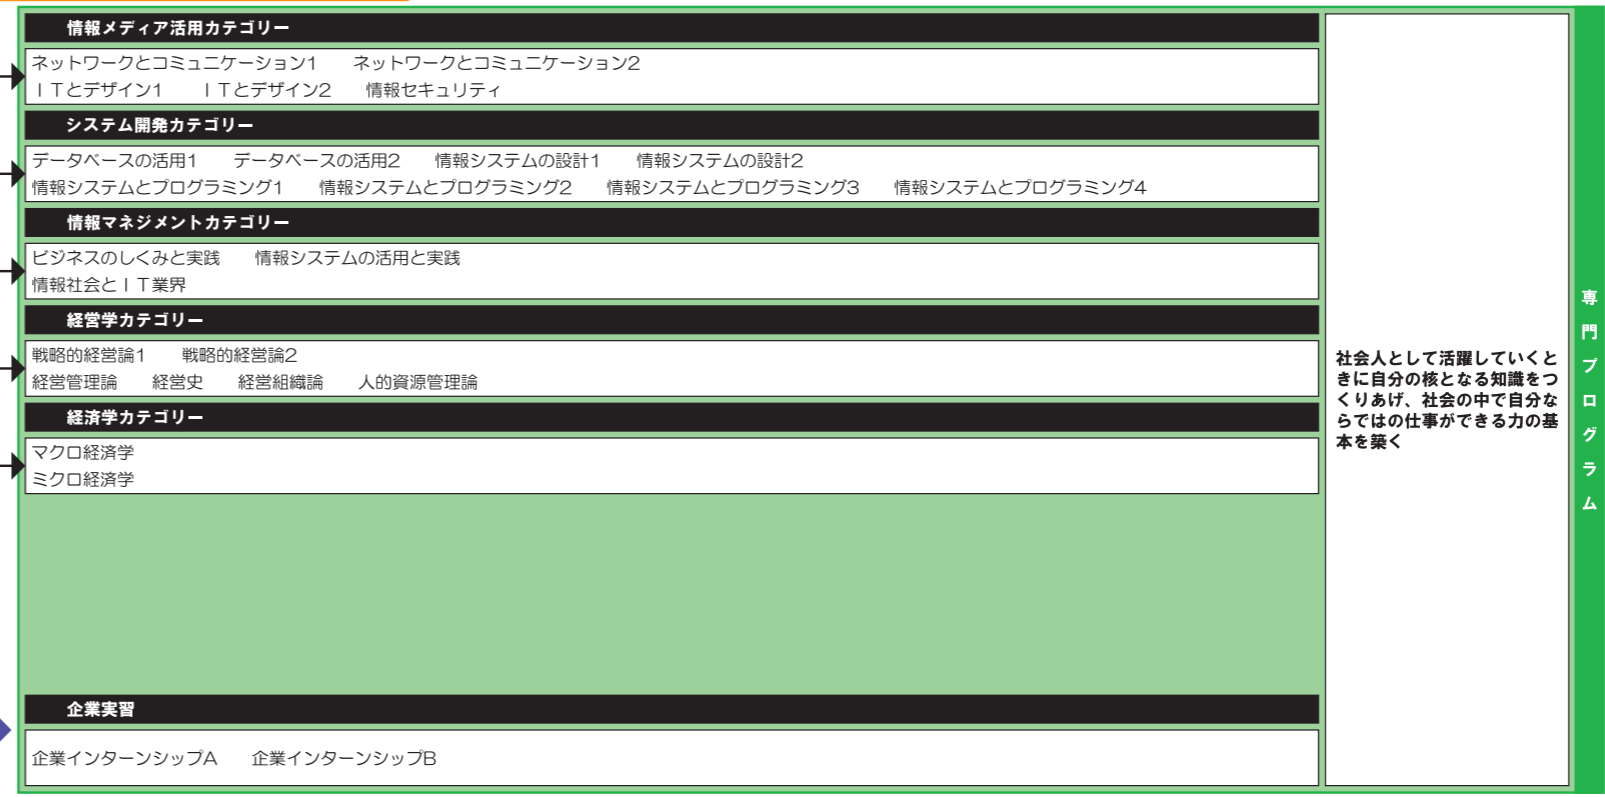 情報メディア活用カテゴリー
ネットワークとコミュニケーション1　ネットワークとコミュニケーション2
ＩＴとデザイン1　ＩＴとデザイン2　情報セキュリティ
システム開発カテゴリー
データベースの活用1　データベースの活用2　情報システムの設計1　情報システムの設計2
情報システムとプログラミング1　情報システムとプログラミング2　情報システムとプログラミング3　情報システムとプログラミング4
情報マネジメントカテゴリー
ビジネスのしくみと実践　情報システムの活用と実践
情報社会とＩＴ業界
経営学カテゴリー
戦略的経営論1　戦略的経営論2
経営管理論　経営史　経営組織論　人的資源管理論
経済学カテゴリー
マクロ経済学
ミクロ経済学
企業実習
企業インターンシップA　企業インターンシップB
社会人として活躍していくと
きに自分の核となる知識をつ
くりあげ、社会の中で自分な
らではの仕事ができる力の基
本を築く
専門プログラム